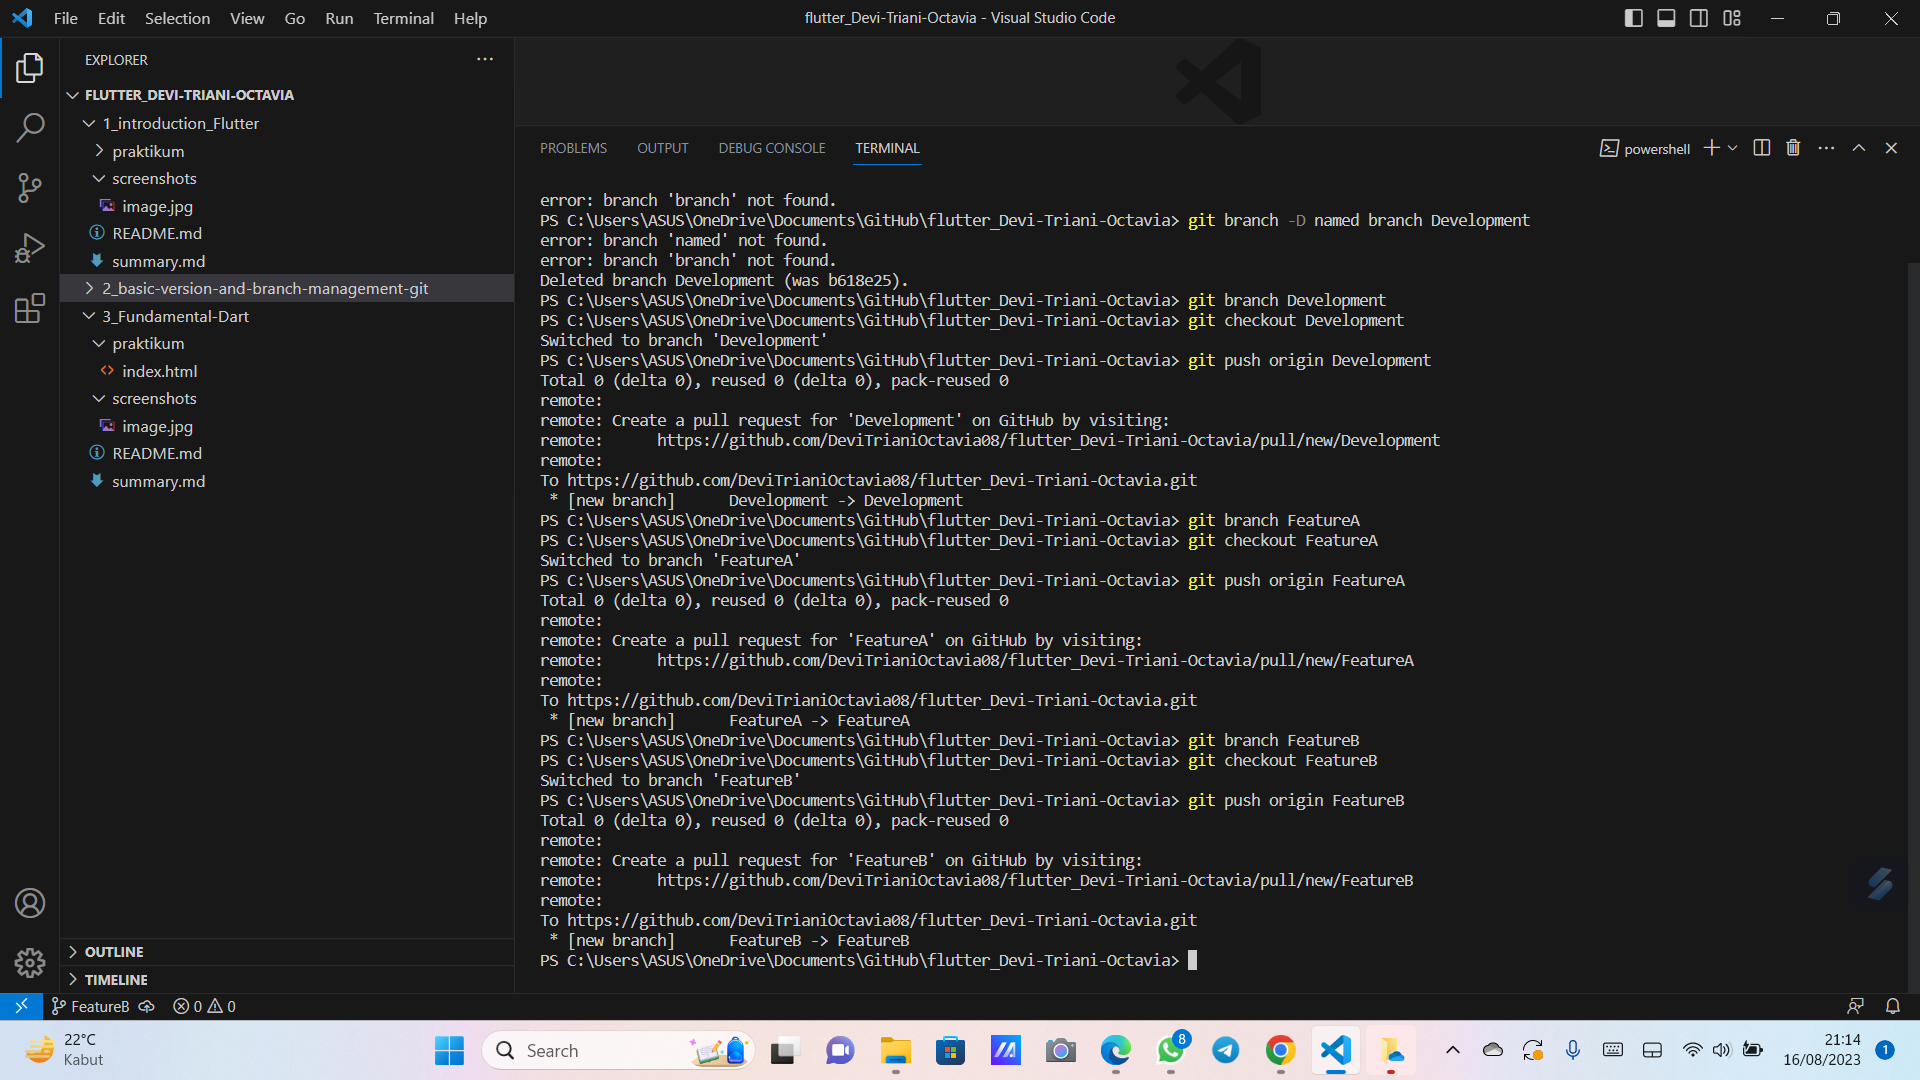 File Edit Selection View Go Run Terminal Help
flutter_Devi-Triani-Octavia - Visual Studio Code
EXPLORER
FLUTTER_DEVI-TRIANI-OCTAVIA
1_introduction_Flutter
praktikum
screenshots
image.jpg
README.md
summary.md
2_basic-version-and-branch-management-git
3_Fundamental-Dart
praktikum
index.html
screenshots
image.jpg
README.md
summary.md
OUTLINE
TIMELINE
PROBLEMS OUTPUT DEBUG CONSOLE TERMINAL
powershell
error: branch 'branch' not found.
PS C:\Users\ASUS\OneDrive\Documents\GitHub\flutter_Devi-Triani-Octavia> git branch -D named branch Development
error: branch 'named' not found.
error: branch 'branch' not found.
Deleted branch Development (was b618e25).
PS C:\Users\ASUS\OneDrive\Documents\GitHub\flutter_Devi-Triani-Octavia> git branch Development
PS C:\Users\ASUS\OneDrive\Documents\GitHub\flutter_Devi-Triani-Octavia> git checkout Development
Switched to branch 'Development'
PS C:\Users\ASUS\OneDrive\Documents\GitHub\flutter_Devi-Triani-Octavia> git push origin Development
Total 0 (delta 0), reused 0 (delta 0), pack-reused 0
remote:
remote: Create a pull request for 'Development' on GitHub by visiting:
remote:      https://github.com/DeviTrianiOctavia08/flutter_Devi-Triani-Octavia/pull/new/Development
remote:
To https://github.com/DeviTrianiOctavia08/flutter_Devi-Triani-Octavia.git
 * [new branch]      Development -> Development
PS C:\Users\ASUS\OneDrive\Documents\GitHub\flutter_Devi-Triani-Octavia> git branch FeatureA
PS C:\Users\ASUS\OneDrive\Documents\GitHub\flutter_Devi-Triani-Octavia> git checkout FeatureA
Switched to branch 'FeatureA'
PS C:\Users\ASUS\OneDrive\Documents\GitHub\flutter_Devi-Triani-Octavia> git push origin FeatureA
Total 0 (delta 0), reused 0 (delta 0), pack-reused 0
remote:
remote: Create a pull request for 'FeatureA' on GitHub by visiting:
remote:      https://github.com/DeviTrianiOctavia08/flutter_Devi-Triani-Octavia/pull/new/FeatureA
remote:
To https://github.com/DeviTrianiOctavia08/flutter_Devi-Triani-Octavia.git
 * [new branch]      FeatureA -> FeatureA
PS C:\Users\ASUS\OneDrive\Documents\GitHub\flutter_Devi-Triani-Octavia> git branch FeatureB
PS C:\Users\ASUS\OneDrive\Documents\GitHub\flutter_Devi-Triani-Octavia> git checkout FeatureB
Switched to branch 'FeatureB'
PS C:\Users\ASUS\OneDrive\Documents\GitHub\flutter_Devi-Triani-Octavia> git push origin FeatureB
Total 0 (delta 0), reused 0 (delta 0), pack-reused 0
remote:
remote: Create a pull request for 'FeatureB' on GitHub by visiting:
remote:      https://github.com/DeviTrianiOctavia08/flutter_Devi-Triani-Octavia/pull/new/FeatureB
remote:
To https://github.com/DeviTrianiOctavia08/flutter_Devi-Triani-Octavia.git
 * [new branch]      FeatureB -> FeatureB
PS C:\Users\ASUS\OneDrive\Documents\GitHub\flutter_Devi-Triani-Octavia>
FeatureB 0 0
22°C
Kabut
Search
8
21:14
16/08/2023
1